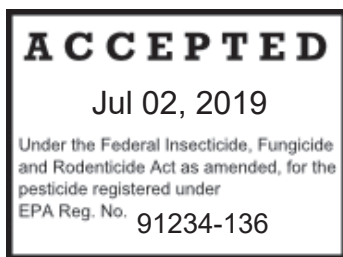 ACCEPTED
Jul 02, 2019
Under the Federal Insecticide, Fungicide
and Rodenticide Act as amended, for the
pesticide registered under
EPA Reg. No. 91234-136